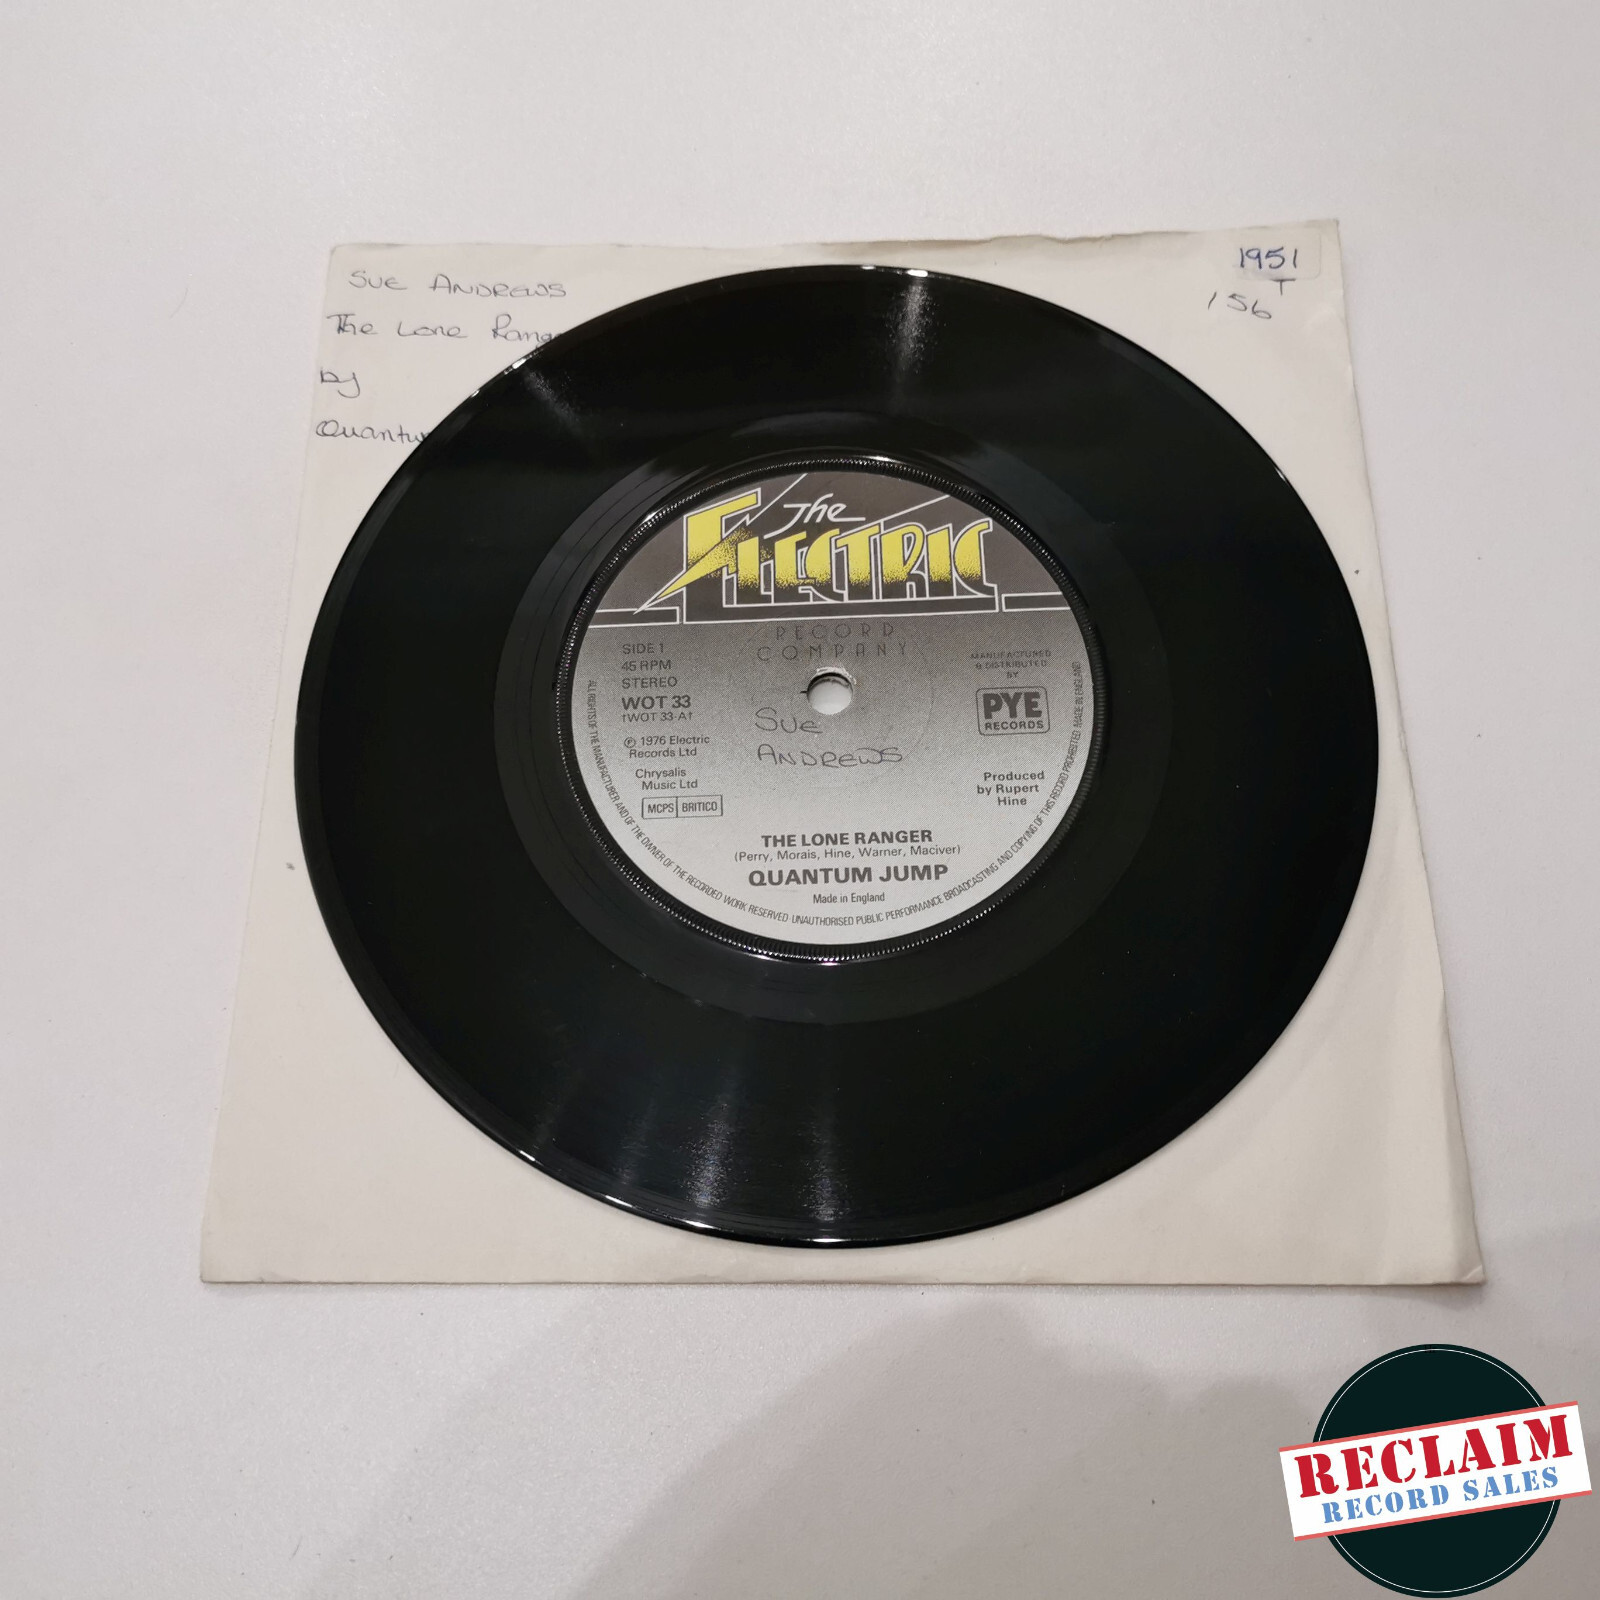 SUE ANDREWS
The Lone Range
by
Quantu
1951
T
156
The
ELECTRIC
RECORD
COMPANY
SIDE 1
45 RPM
STEREO
WOT 33
†WOT 33-A†
℗ 1976 Electric
Records Ltd
Chrysalis
Music Ltd
MCPS BRITICO
MANUFACTURED
& DISTRIBUTED
BY
PYE
RECORDS
SUE
ANDREWS
Produced
by Rupert
Hine
THE LONE RANGER
(Perry, Morais, Hine, Warner, Maciver)
QUANTUM JUMP
Made in England
ALL RIGHTS OF THE MANUFACTURER AND OF THE OWNER OF THE RECORDED WORK RESERVED UNAUTHORISED PUBLIC PERFORMANCE BROADCASTING AND COPYING OF THIS RECORD PROHIBITED MADE IN ENGLAND
RECLAIM
RECORD SALES